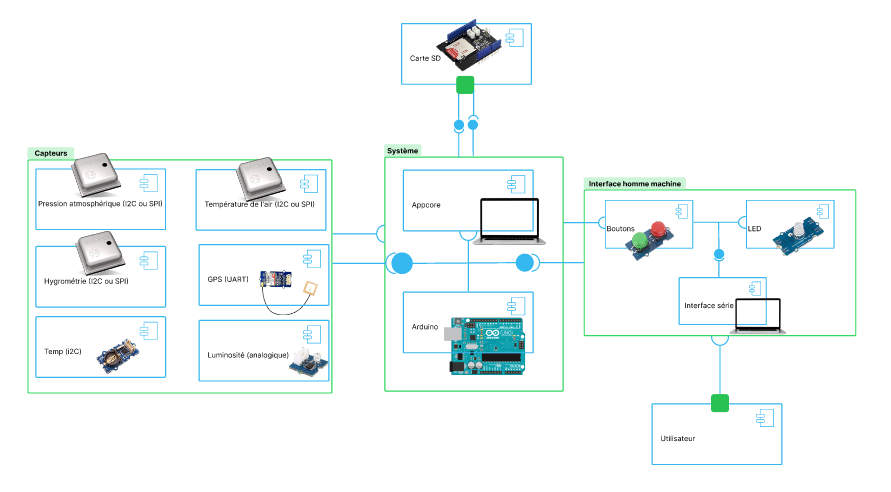 Carte SD
Capteurs
Système
Interface homme machine
Pression atmosphérique (I2C ou SPI)
Température de l'air (I2C ou SPI)
Appcore
Boutons
LED
Hygrométrie (I2C ou SPI)
GPS (UART)
Interface série
Arduino
Temp (i2C)
Luminosité (analogique)
Utilisateur